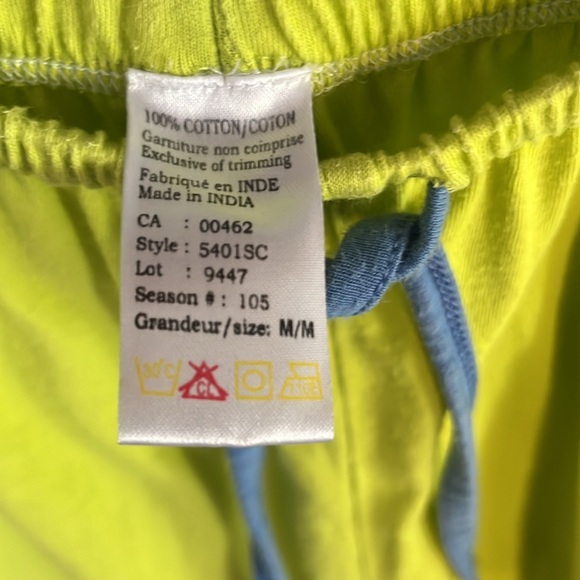 100% COTTON/COTON
Garniture non comprise
Exclusive of trimming
Fabriqué en INDE
Made in INDIA
CA : 00462
Style : 5401SC
Lot : 9447
Season # : 105
Grandeur/size: M/M
CL